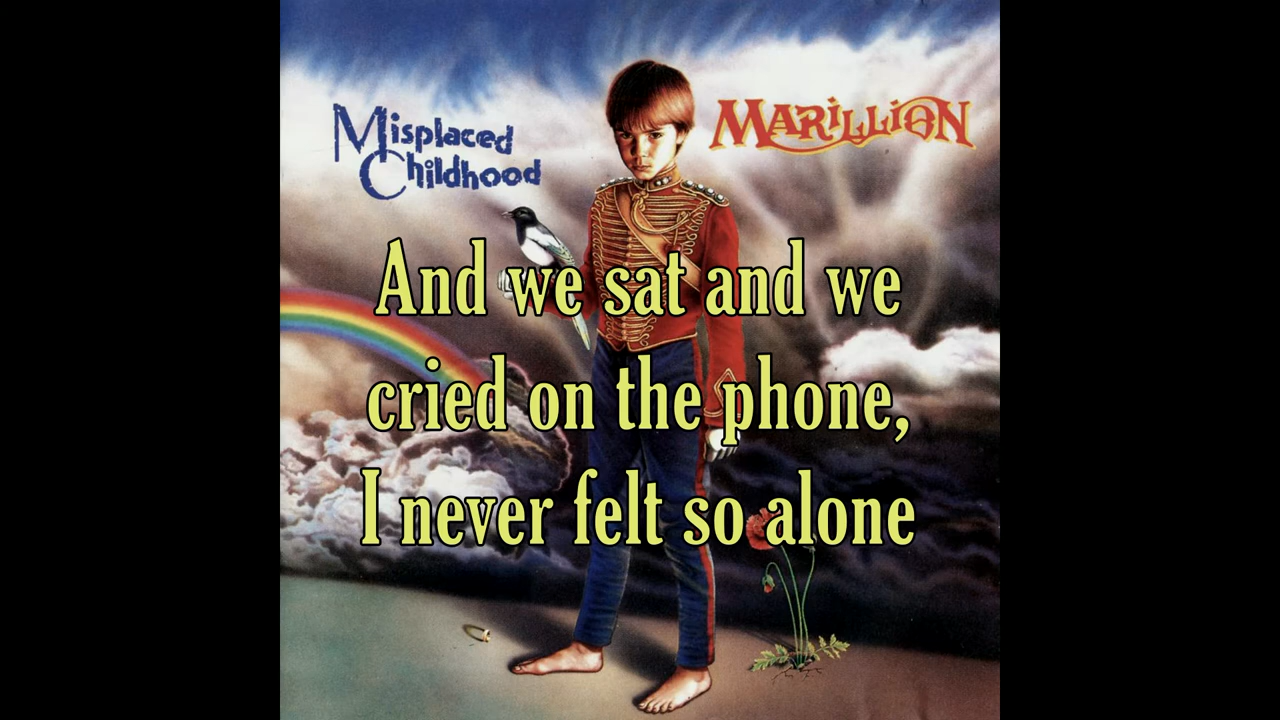 Misplaced
Childhood
MARILLION
And we sat and we
cried on the phone,
I never felt so alone